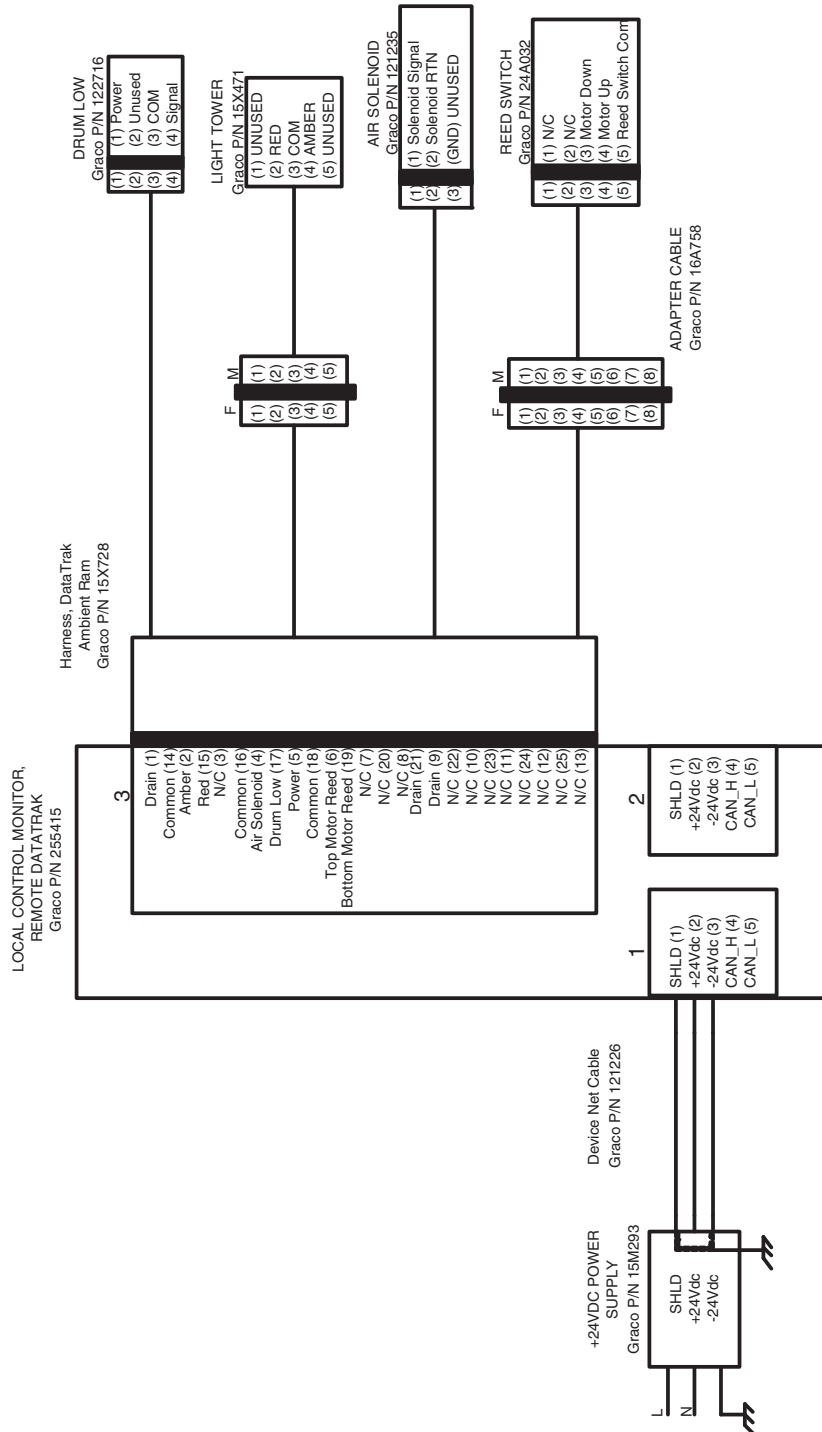 +24VDC POWER
SUPPLY
Graco P/N 15M293
L
N
SHLD
+24Vdc
-24Vdc
Device Net Cable
Graco P/N 121226
LOCAL CONTROL MONITOR,
REMOTE DATATRAK
Graco P/N 255415
1
SHLD (1)
+24Vdc (2)
-24Vdc (3)
CAN_H (4)
CAN_L (5)
2
SHLD (1)
+24Vdc (2)
-24Vdc (3)
CAN_H (4)
CAN_L (5)
3
Drain (1)
Common (14)
Amber (2)
Red (15)
N/C (3)
Common (16)
Air Solenoid (4)
Drum Low (17)
Power (5)
Common (18)
Top Motor Reed (6)
Bottom Motor Reed (19)
N/C (7)
N/C (20)
N/C (8)
Drain (21)
Drain (9)
N/C (22)
N/C (10)
N/C (23)
N/C (11)
N/C (24)
N/C (12)
N/C (25)
N/C (13)
Harness, DataTrak
Ambient Ram
Graco P/N 15X728
DRUM LOW
Graco P/N 122716
(1) (1) Power
(2) (2) Unused
(3) (3) COM
(4) (4) Signal
F M
(1) (1)
(2) (2)
(3) (3)
(4) (4)
(5) (5)
LIGHT TOWER
Graco P/N 15X471
(1) UNUSED
(2) RED
(3) COM
(4) AMBER
(5) UNUSED
AIR SOLENOID
Graco P/N 121235
(1) (1) Solenoid Signal
(2) (2) Solenoid RTN
(3) (GND) UNUSED
F M
(1) (1)
(2) (2)
(3) (3)
(4) (4)
(5) (5)
(6) (6)
(7) (7)
(8) (8)
REED SWITCH
Graco P/N 24A032
(1) (1) N/C
(2) (2) N/C
(3) (3) Motor Down
(4) (4) Motor Up
(5) (5) Reed Switch Com
ADAPTER CABLE
Graco P/N 16A758